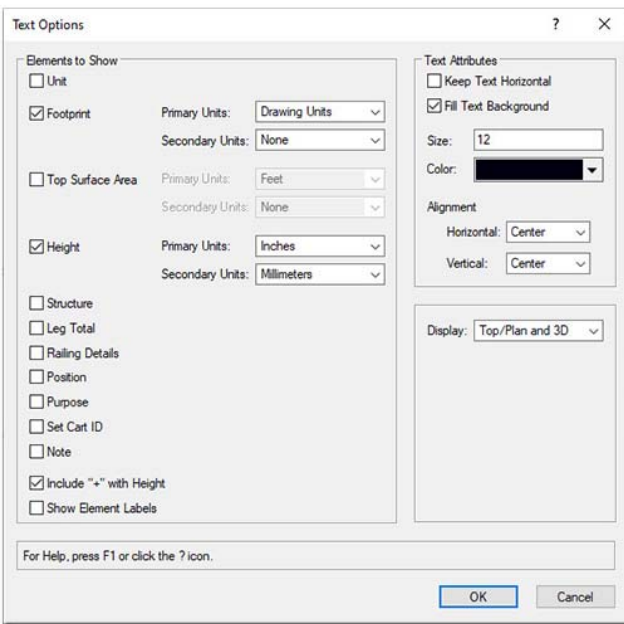 Text Options ? ×
Elements to Show
Unit
Footprint Primary Units: Drawing Units
Secondary Units: None
Top Surface Area Primary Units: Feet
Secondary Units: None
Height Primary Units: Inches
Secondary Units: Millimeters
Structure
Leg Total
Railing Details
Position
Purpose
Set Cart ID
Note
Include "+" with Height
Show Element Labels
Text Attributes
Keep Text Horizontal
Fill Text Background
Size: 12
Color:
Alignment
Horizontal: Center
Vertical: Center
Display: Top/Plan and 3D
For Help, press F1 or click the ? icon.
OK Cancel